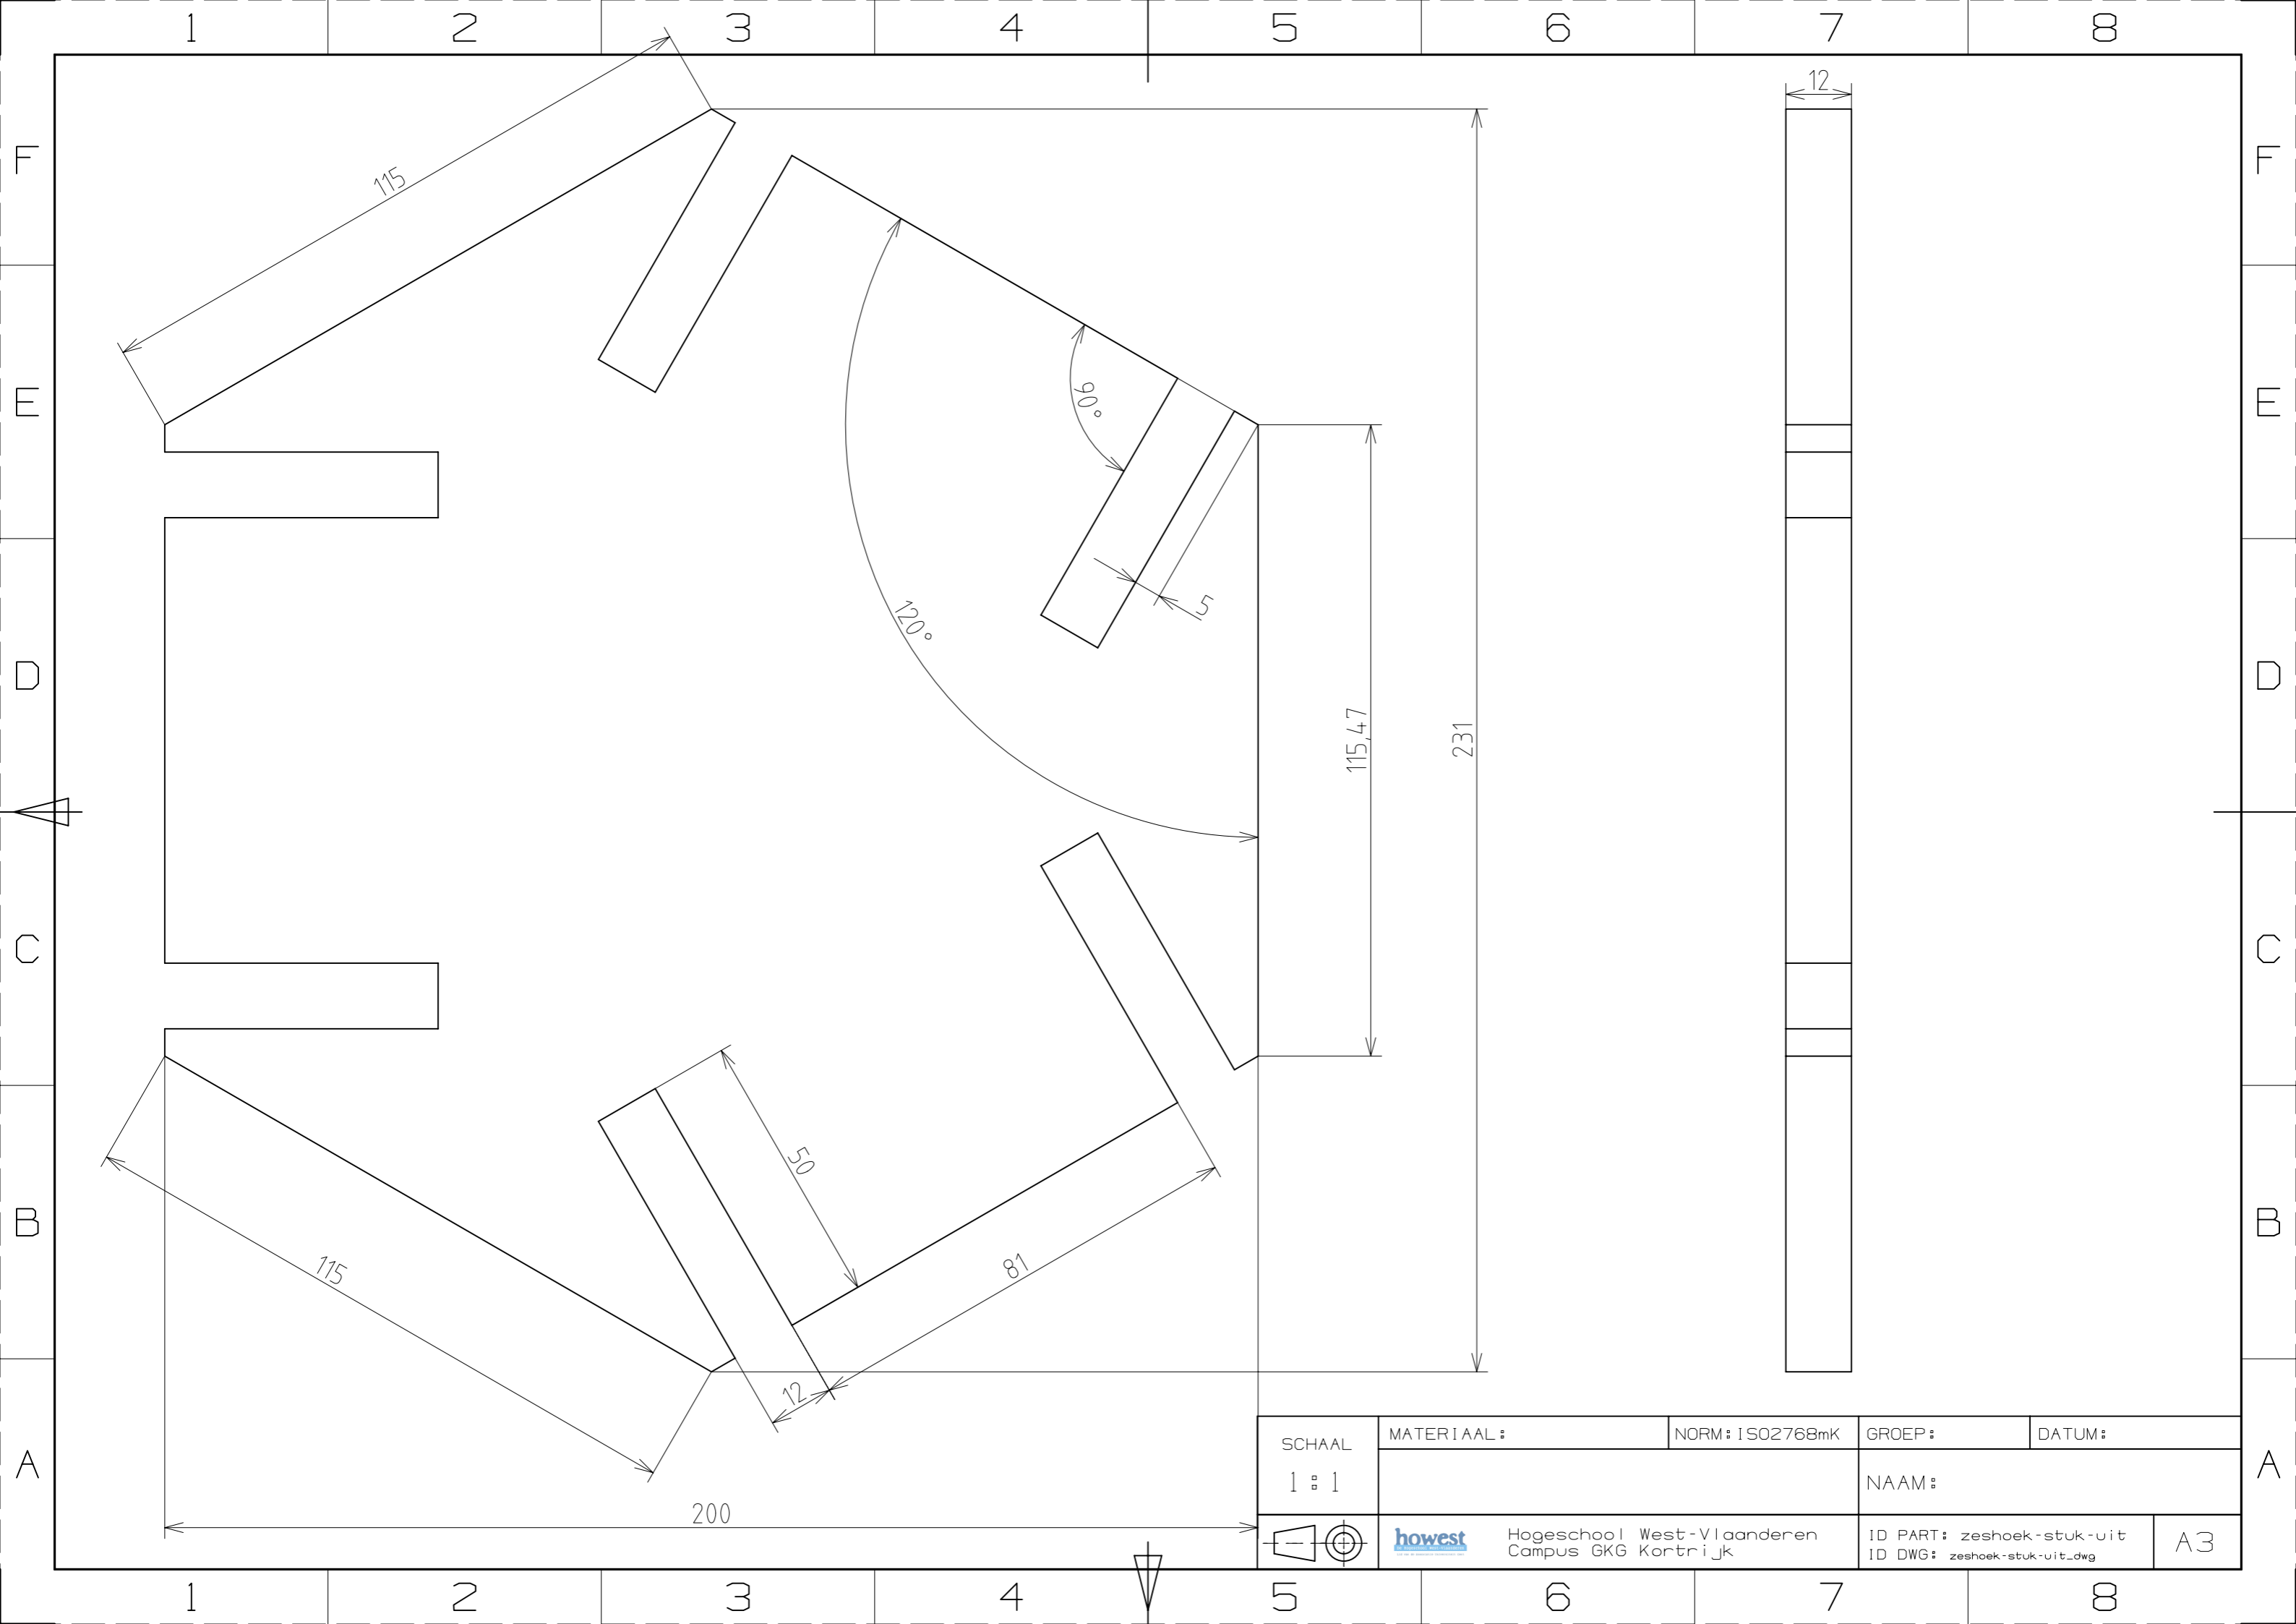 1 2 3 4 5 6 7 8
12
F F
115
E E
90°
5
120°
D D
115,47
231
C C
50
B B
81
115
12
SCHAAL
1:1
MATERIAAL:
NORM: ISO2768mK
GROEP:
DATUM:
A A
NAAM:
200
howest
Hogeschool West-Vlaanderen
Campus GKG Kortrijk
ID PART: zeshoek-stuk-uit
ID DWG: zeshoek-stuk-uit_dwg
A3
1 2 3 4 5 6 7 8